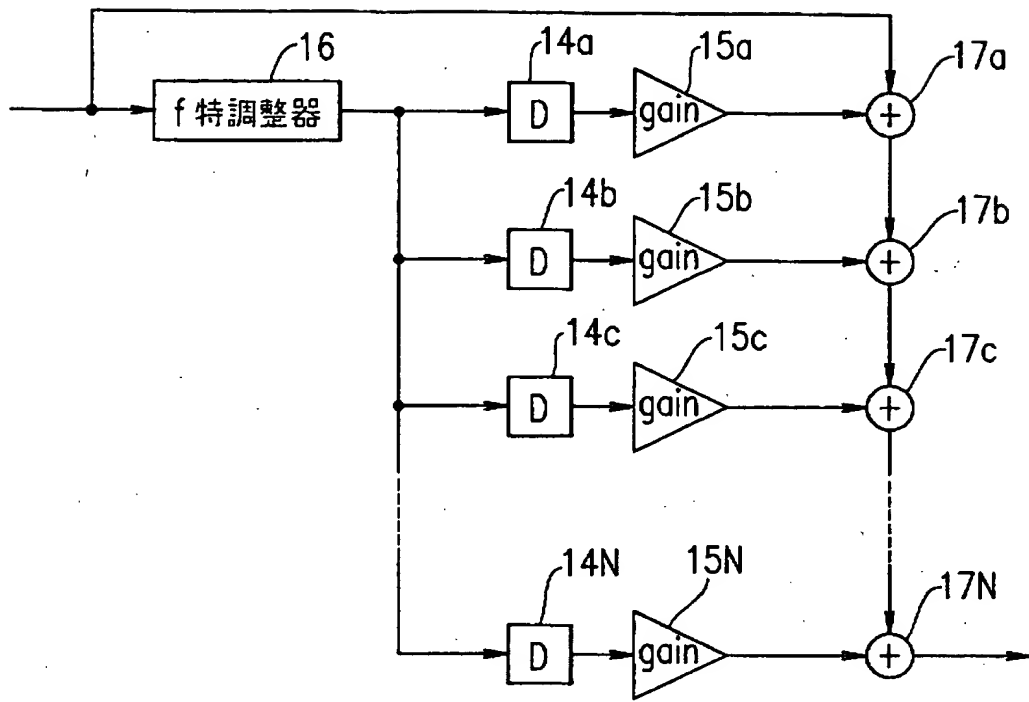 16
f特調整器
14a
D
15a
gain
17a
+
14b
D
15b
gain
17b
+
14c
D
15c
gain
17c
+
14N
D
15N
gain
17N
+